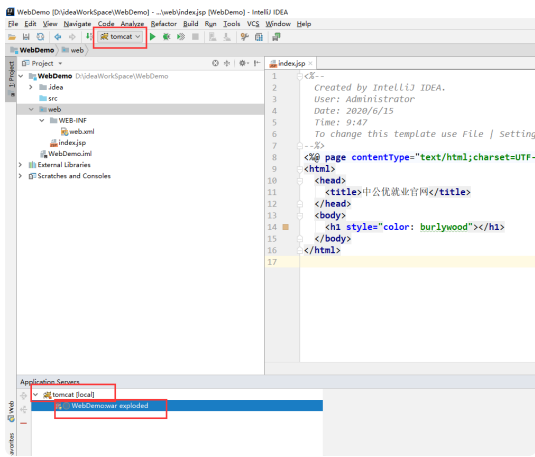 WebDemo [D:\ideaWorkSpace\WebDemo] - ...\web\index.jsp [WebDemo] - IntelliJ IDEA
File Edit View Navigate Code Analyze Refactor Build Run Tools VCS Window Help
tomcat
WebDemo web
Project index.jsp
1: Project
WebDemo D:\ideaWorkSpace\WebDemo
.idea
src
web
WEB-INF
web.xml
index.jsp
WebDemo.iml
External Libraries
Scratches and Consoles
1 <%--
2 Created by IntelliJ IDEA.
3 User: Administrator
4 Date: 2020/6/15
5 Time: 9:47
6 To change this template use File | Setting
7 --%>
8 <%@ page contentType="text/html;charset=UTF-
9 <html>
10 <head>
11 <title>中公优就业官网</title>
12 </head>
13 <body>
14 <h1 style="color: burlywood"></h1>
15 </body>
16 </html>
17
Application Servers
tomcat [local]
WebDemo:war exploded
Web
avorites